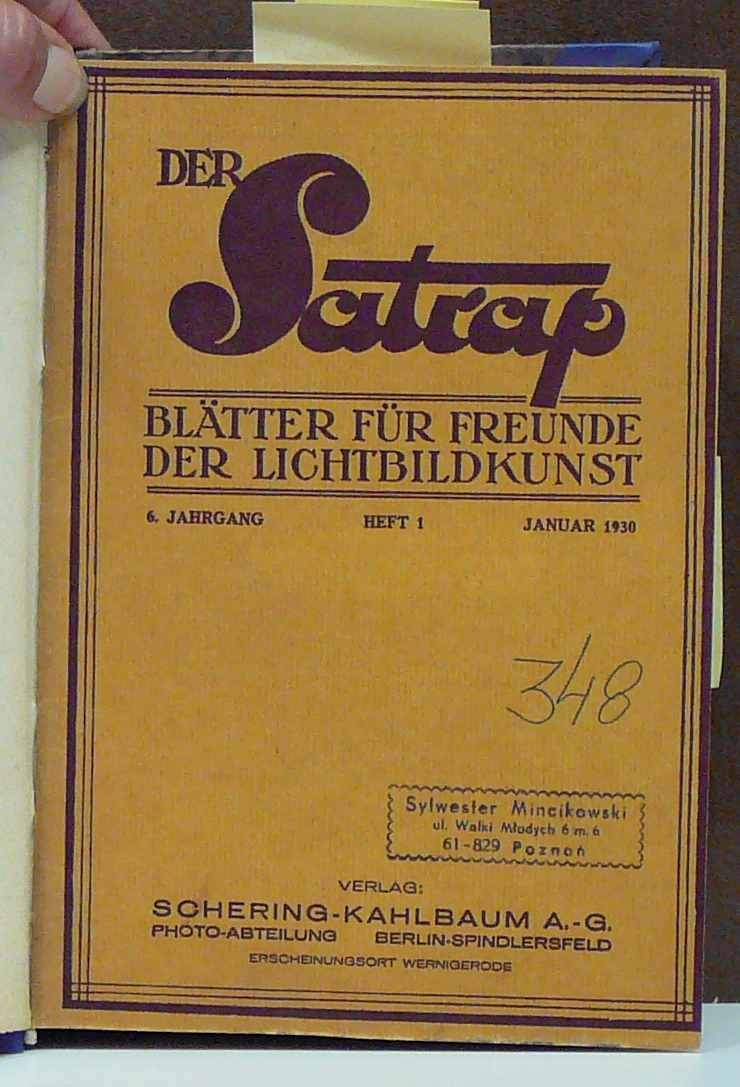 DER
Satrap
BLÄTTER FÜR FREUNDE
DER LICHTBILDKUNST
6. JAHRGANG HEFT 1 JANUAR 1930
348
Sylwester Mincikowski
ul. Walki Młodych 6 m. 6
61-829 Poznań
VERLAG:
SCHERING-KAHLBAUM A.-G.
PHOTO-ABTEILUNG BERLIN-SPINDLERSFELD
ERSCHEINUNGSORT WERNIGERODE